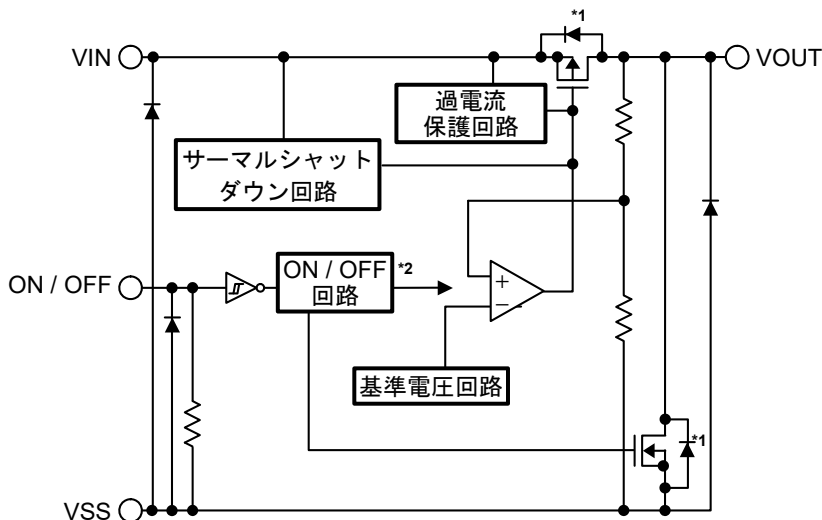 *1
VIN
VOUT
過電流
保護回路
サーマルシャット
ダウン回路
ON / OFF
ON / OFF
回路
*2
+
−
基準電圧回路
*1
VSS